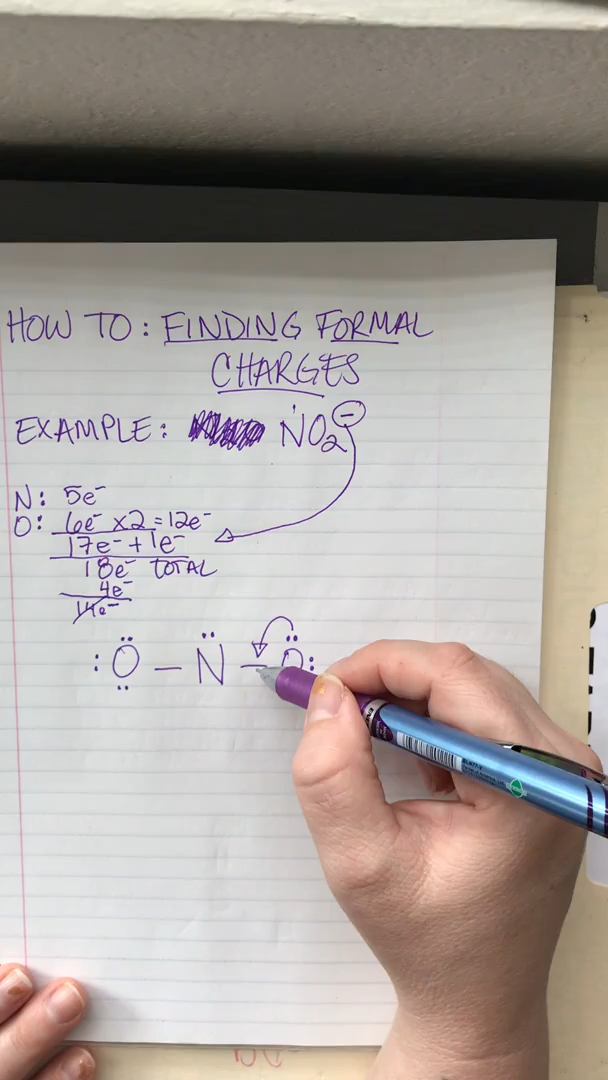 HOW TO: FINDING FORMAL
CHARGES
EXAMPLE: NO2−
N: 5e−
O: 6e− x2 = 12e−
17e− + 1e−
18e− TOTAL
4e−
14e−
:O — N — O: